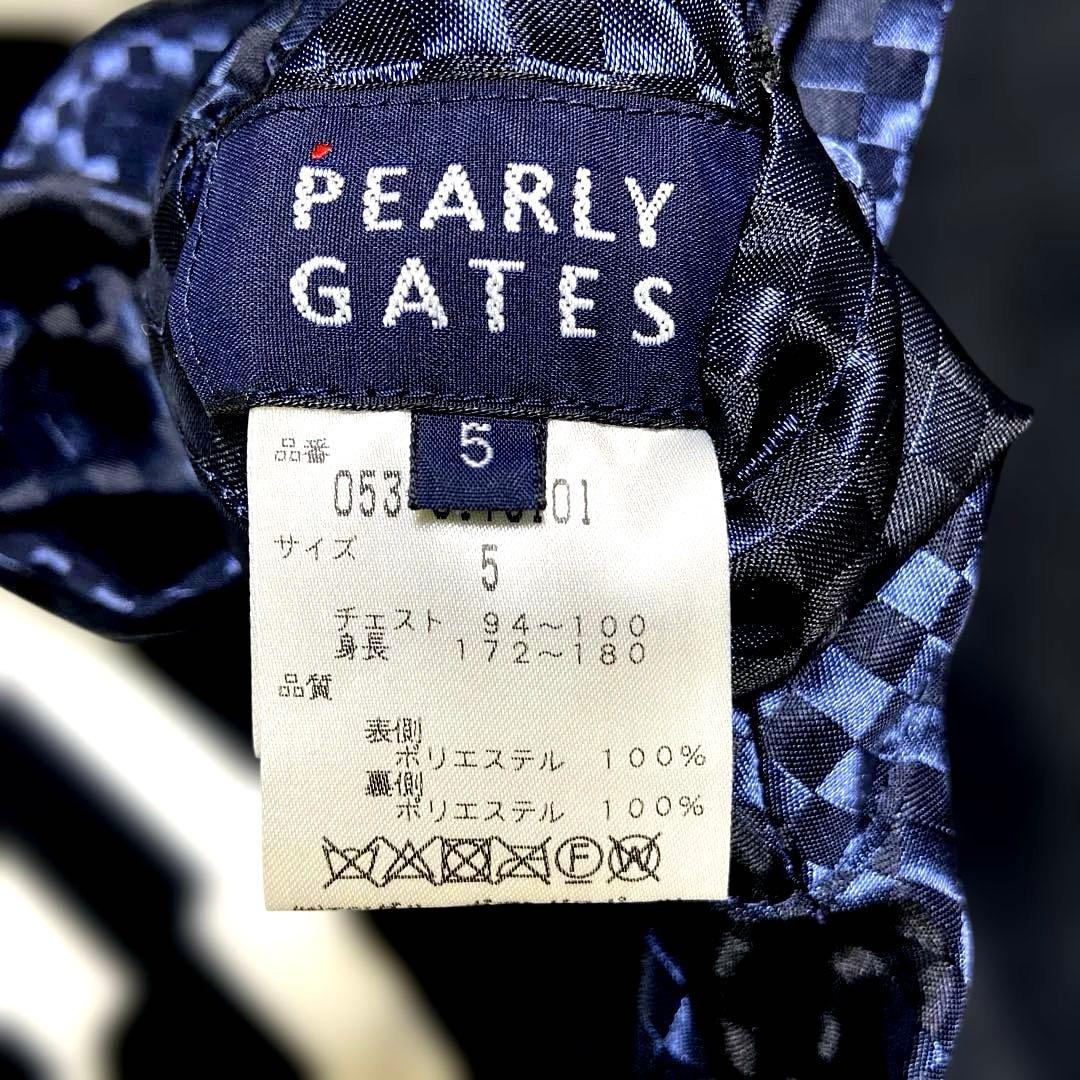 PEARLY
GATES
5
品番
サイズ
5
チェスト 94〜100
身長 172〜180
品質
表側
ポリエステル 100%
裏側
ポリエステル 100%
F W